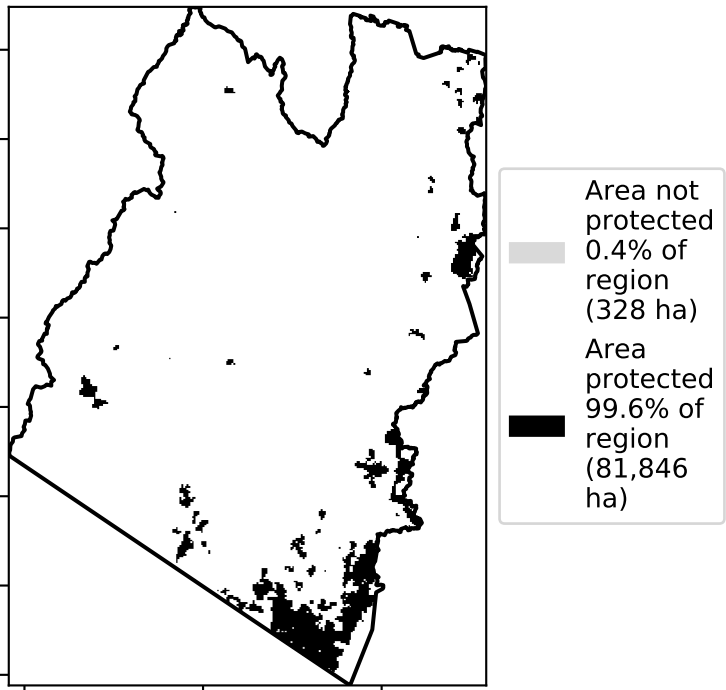 Area not
protected
0.4% of
region
(328 ha)
Area
protected
99.6% of
region
(81,846
ha)